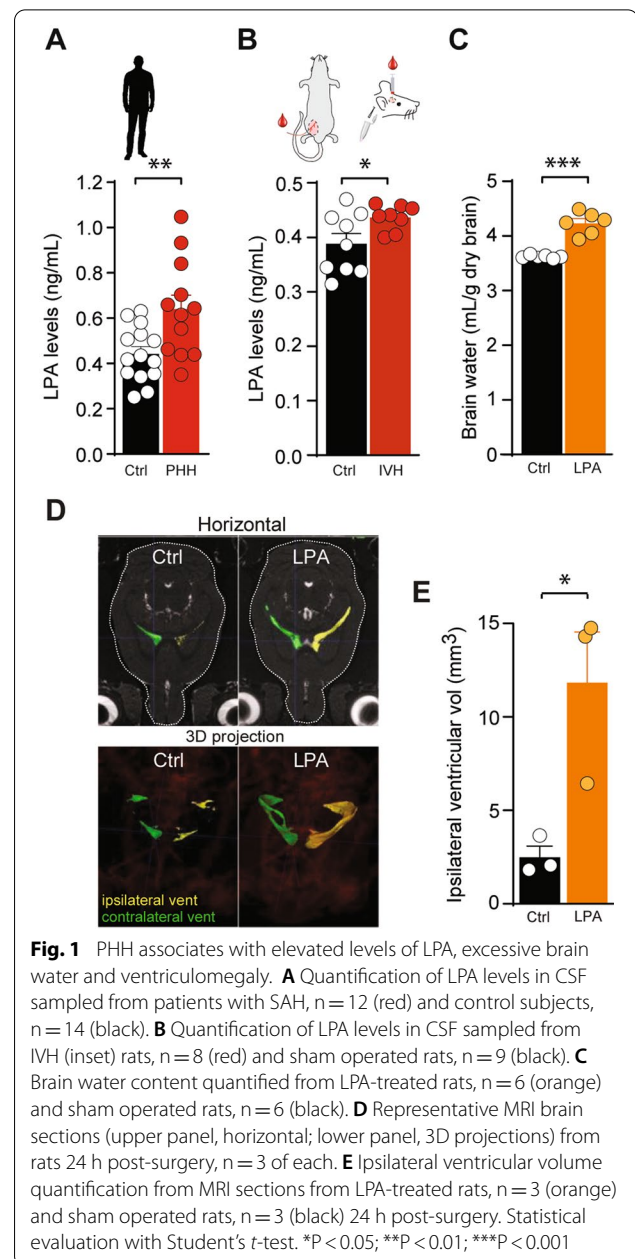 A
B
C
**
*
***
LPA levels (ng/mL)
1.2
1.0
0.8
0.6
0.4
0.2
0.0
Ctrl PHH
LPA levels (ng/mL)
0.5
0.4
0.3
0.2
0.1
0.0
Ctrl IVH
Brain water (mL/g dry brain)
5
4
3
2
1
0
Ctrl LPA
D
Horizontal
Ctrl LPA
3D projection
Ctrl LPA
ipsilateral vent
contralateral vent
E
*
Ipsilateral ventricular vol (mm³)
15
10
5
0
Ctrl LPA
Fig. 1 PHH associates with elevated levels of LPA, excessive brain
water and ventriculomegaly. A Quantification of LPA levels in CSF
sampled from patients with SAH, n = 12 (red) and control subjects,
n = 14 (black). B Quantification of LPA levels in CSF sampled from
IVH (inset) rats, n = 8 (red) and sham operated rats, n = 9 (black). C
Brain water content quantified from LPA-treated rats, n = 6 (orange)
and sham operated rats, n = 6 (black). D Representative MRI brain
sections (upper panel, horizontal; lower panel, 3D projections) from
rats 24 h post-surgery, n = 3 of each. E Ipsilateral ventricular volume
quantification from MRI sections from LPA-treated rats, n = 3 (orange)
and sham operated rats, n = 3 (black) 24 h post-surgery. Statistical
evaluation with Student's t-test. *P < 0.05; **P < 0.01; ***P < 0.001